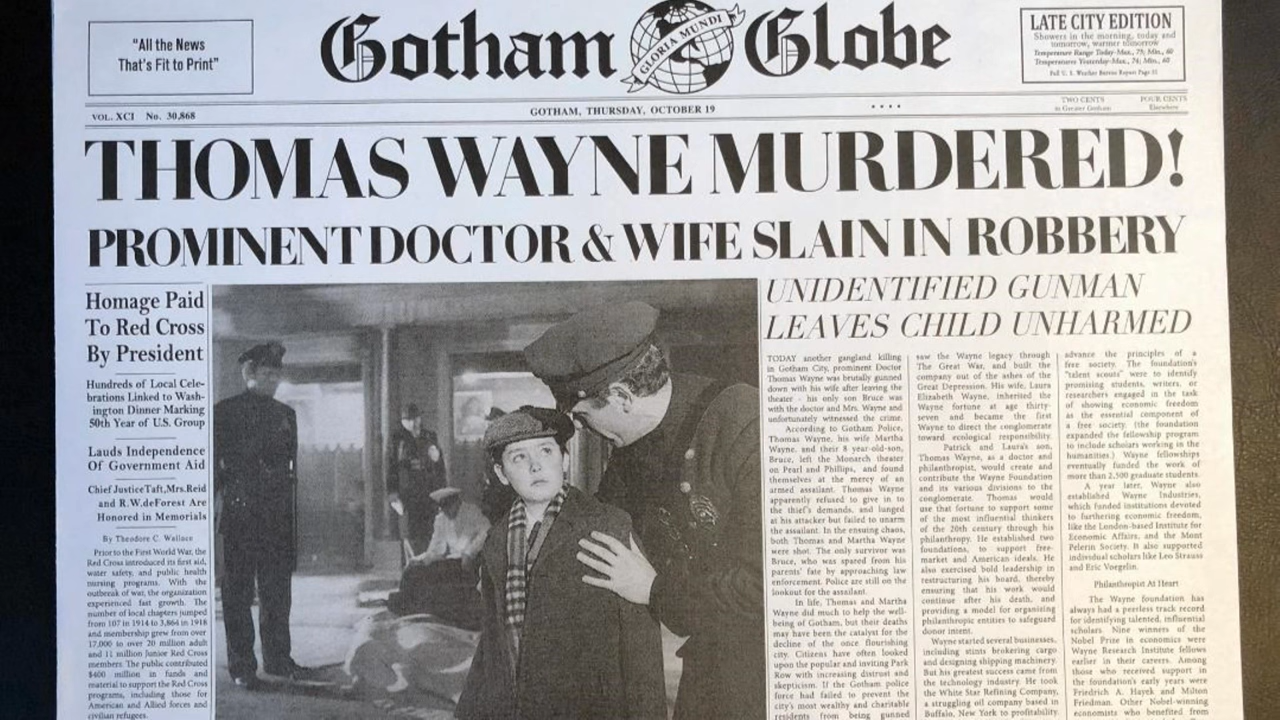 "All the News
That's Fit to Print"
Gotham Globe
GLORIA MUNDI
LATE CITY EDITION
Showers in the morning, today and
tomorrow, warmer tomorrow
Temperature Range Today-Max., 79; Min., 60
Temperatures Yesterday-Max., 74; Min., 60
Full U. S. Weather Bureau Report Page 51
VOL. XCI No. 30,868
GOTHAM, THURSDAY, OCTOBER 19
TWO CENTS
in Greater Gotham
FOUR CENTS
Elsewhere
THOMAS WAYNE MURDERED!
PROMINENT DOCTOR & WIFE SLAIN IN ROBBERY
Homage Paid
To Red Cross
By President
Hundreds of Local Cele-
brations Linked to Wash-
ington Dinner Marking
50th Year of U.S. Group
Lauds Independence
Of Government Aid
Chief Justice Taft, Mrs. Reid
and R.W. deForest Are
Honored in Memorials
By Theodore C. Wallace
Prior to the First World War, the
Red Cross introduced its first aid,
water safety, and public health
nursing programs. With the
outbreak of war, the organization
experienced fast growth. The
number of local chapters jumped
from 107 in 1914 to 3,864 in 1918
and membership grew from over
17,000 to over 20 million adult
and 11 million Junior Red Cross
members. The public contributed
$400 million in funds and
material to support the Red Cross
programs, including those for
American and Allied forces and
civilian refugees.
UNIDENTIFIED GUNMAN
LEAVES CHILD UNHARMED
TODAY another gangland killing
in Gotham City, prominent Doctor
Thomas Wayne was brutally gunned
down with his wife after leaving the
theater - his only son Bruce was
with the doctor and Mrs. Wayne and
unfortunately witnessed the crime.
According to Gotham Police,
Thomas Wayne, his wife Martha
Wayne, and their 8 year-old-son,
Bruce, left the Monarch theater
on Pearl and Phillips, and found
themselves at the mercy of an
armed assailant. Thomas Wayne
apparently refused to give in to
the thief's demands, and lunged
at his attacker but failed to unarm
the assailant. In the ensuing chaos,
both Thomas and Martha Wayne
were shot. The only survivor was
Bruce, who was spared from his
parents' fate by approaching law
enforcement. Police are still on the
lookout for the assailant.
In life, Thomas and Martha
Wayne did much to help the well-
being of Gotham, but their deaths
may have been the catalyst for the
decline of the once flourishing
city. Citizens have often looked
upon the popular and inviting Park
Row with increasing distrust and
skepticism. If the Gotham police
force had failed to prevent the
city's most wealthy and charitable
residents from being gunned
saw the Wayne legacy through
the Great War, and built the
company out of the ashes of the
Great Depression. His wife, Laura
Elizabeth Wayne, inherited the
Wayne fortune at age thirty-
seven and became the first
Wayne to direct the conglomerate
toward ecological responsibility.
Patrick and Laura's son,
Thomas Wayne, as a doctor and
philanthropist, would create and
contribute the Wayne Foundation
and its various divisions to the
conglomerate. Thomas would
use that fortune to support some
of the most influential thinkers
of the 20th century through his
philanthropy. He established two
foundations, to support free-
market and American ideals. He
also exercised bold leadership in
restructuring his board, thereby
ensuring that his work would
continue after his death, and
providing a model for organizing
philanthropic entities to safeguard
donor intent.
Wayne started several businesses,
including stints brokering cargo
and designing shipping machinery.
But his greatest success came from
the technology industry. He took
the White Star Refining Company,
a struggling oil company based in
Buffalo, New York to profitability.
advance the principles of a
free society. The foundation's
"talent scouts" were to identify
promising students, writers, or
researchers engaged in the task
of showing economic freedom
as the essential component of
a free society. (the foundation
expanded the fellowship program
to include scholars working in the
humanities.) Wayne fellowships
eventually funded the work of
more than 2,500 graduate students.
A year later, Wayne also
established Wayne Industries,
which funded institutions devoted
to furthering economic freedom,
like the London-based Institute for
Economic Affairs, and the Mont
Pelerin Society. It also supported
individual scholars like Leo Strauss
and Eric Voegelin.
Philanthropist At Heart
The Wayne foundation has
always had a peerless track record
for identifying talented, influential
scholars. Nine winners of the
Nobel Prize in economics were
Wayne Research Institute fellows
earlier in their careers. Among
those who received support in
the foundation's early years were
Friedrich A. Hayek and Milton
Friedman. Other Nobel-winning
economists who benefited from